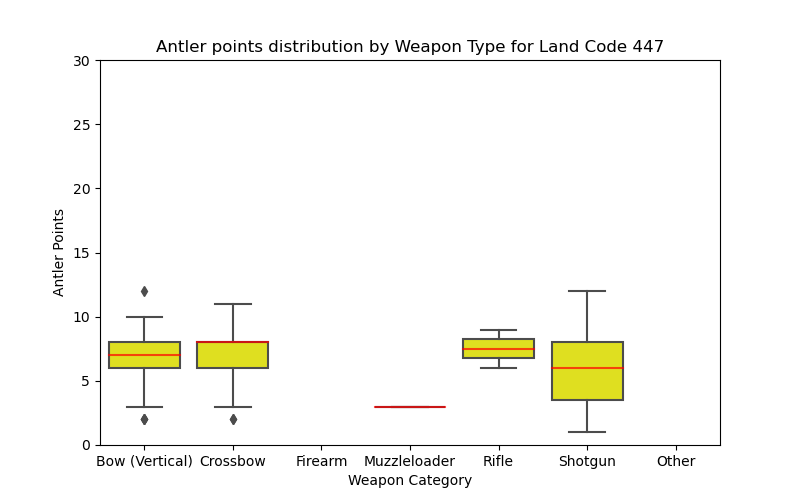 Antler points distribution by Weapon Type for Land Code 447
30
25
20
15
10
5
0
Antler Points
Bow (Vertical) Crossbow Firearm Muzzleloader Rifle Shotgun Other
Weapon Category